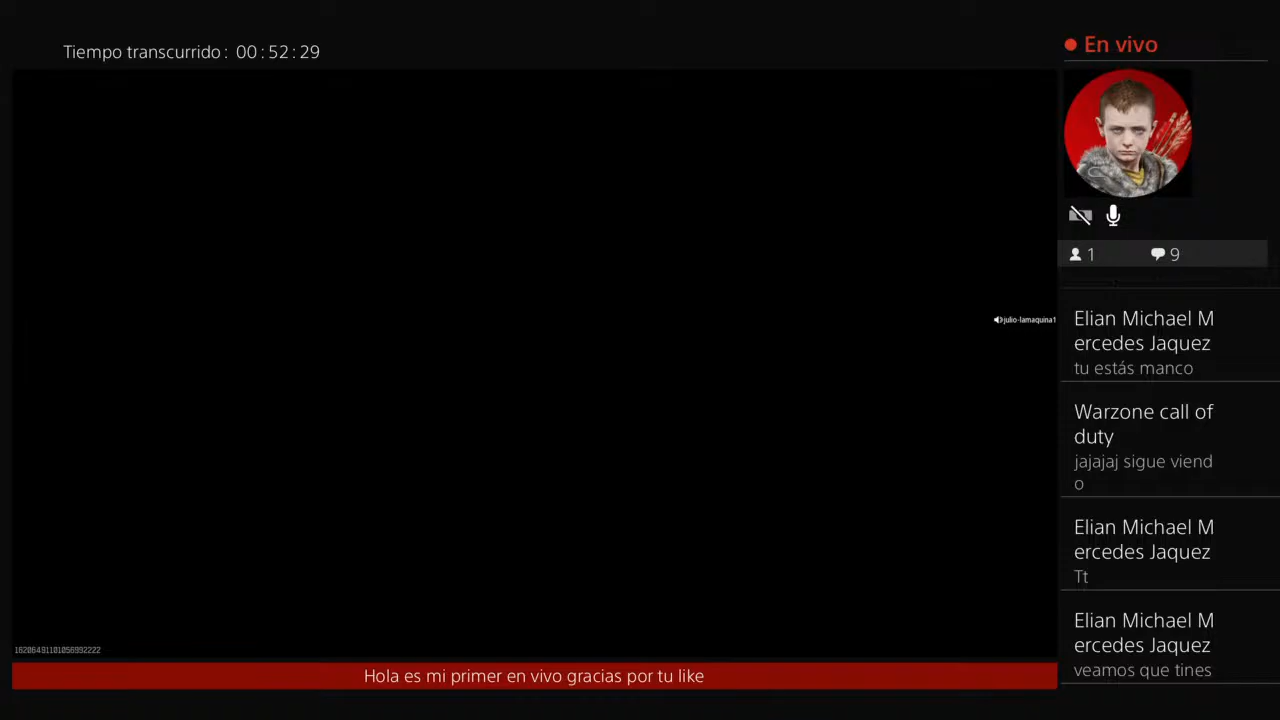 Tiempo transcurrido: 00:52:29
En vivo
1
9
julio-lamaquina1
Elian Michael M
ercedes Jaquez
tu estás manco
Warzone call of
duty
jajajaj sigue viend
o
Elian Michael M
ercedes Jaquez
Tt
Elian Michael M
ercedes Jaquez
veamos que tines
Hola es mi primer en vivo gracias por tu like